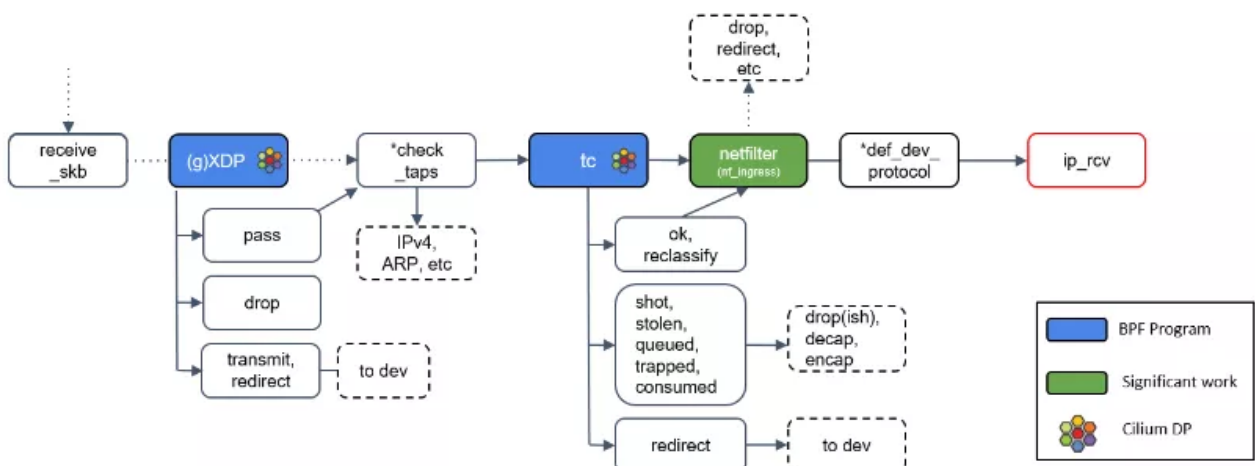 drop,
redirect,
etc
receive
_skb
(g)XDP
*check
_taps
tc
netfilter
(nf_ingress)
*def_dev_
protocol
ip_rcv
pass
IPv4,
ARP, etc
ok,
reclassify
drop
shot,
stolen,
queued,
trapped,
consumed
drop(ish),
decap,
encap
transmit,
redirect
to dev
redirect
to dev
BPF Program
Significant work
Cilium DP